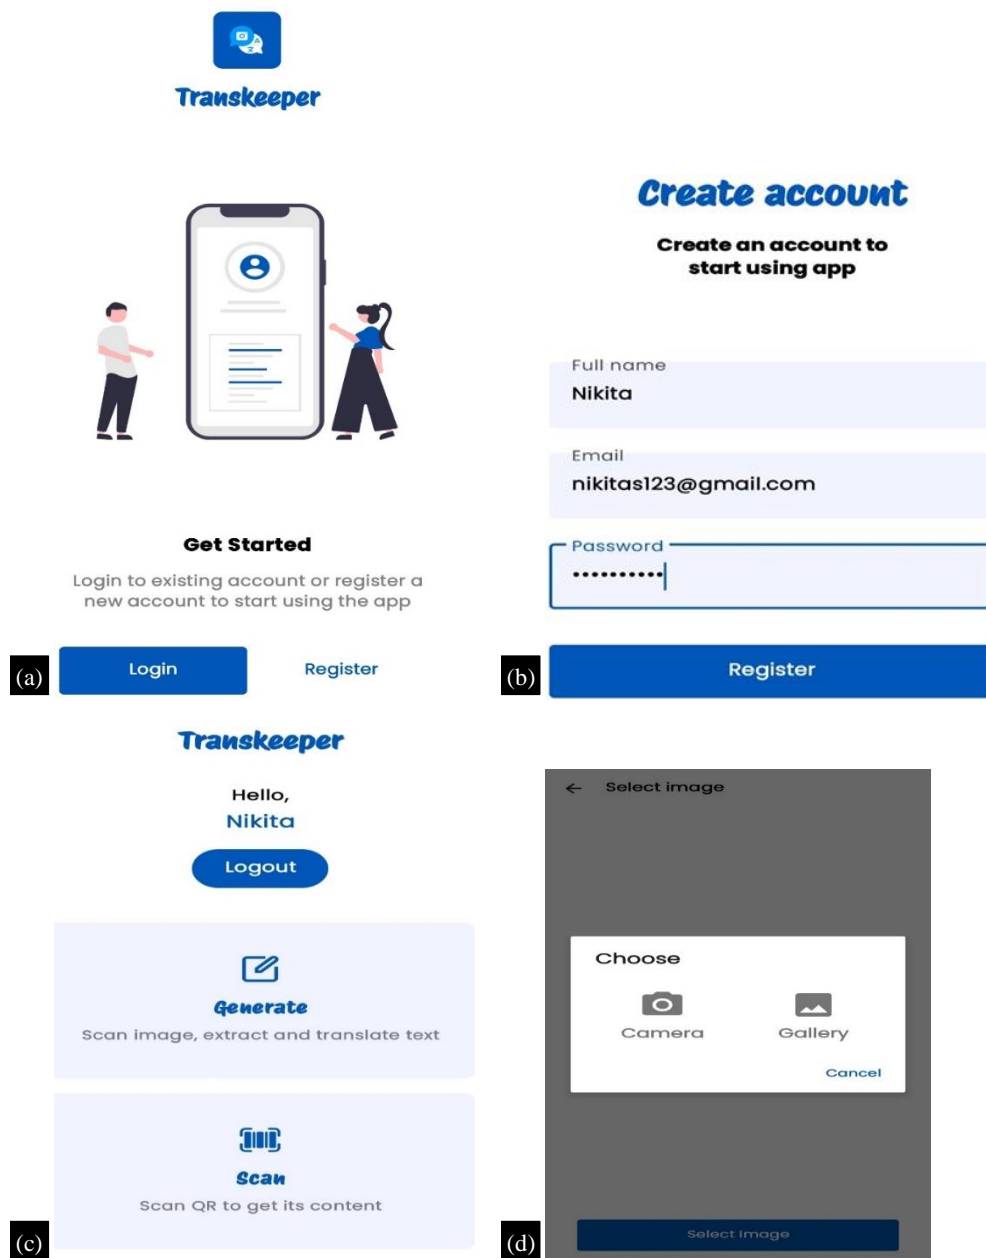 Transkeeper
Get Started
Login to existing account or register a
new account to start using the app
Login
Register
(a)
Create account
Create an account to
start using app
Full name
Nikita
Email
nikitas123@gmail.com
Password
••••••••••
Register
(b)
Transkeeper
Hello,
Nikita
Logout
Generate
Scan image, extract and translate text
Scan
Scan QR to get its content
(c)
← Select image
Choose
Camera
Gallery
Cancel
Select Image
(d)